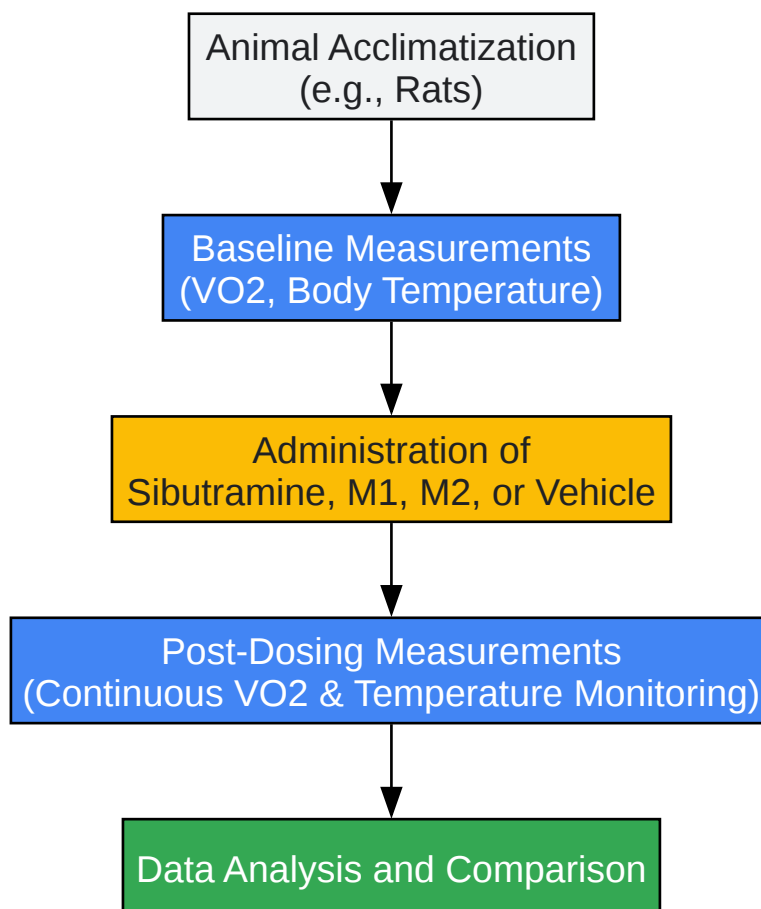 Animal Acclimatization
(e.g., Rats)
Baseline Measurements
(VO2, Body Temperature)
Administration of
Sibutramine, M1, M2, or Vehicle
Post-Dosing Measurements
(Continuous VO2 & Temperature Monitoring)
Data Analysis and Comparison